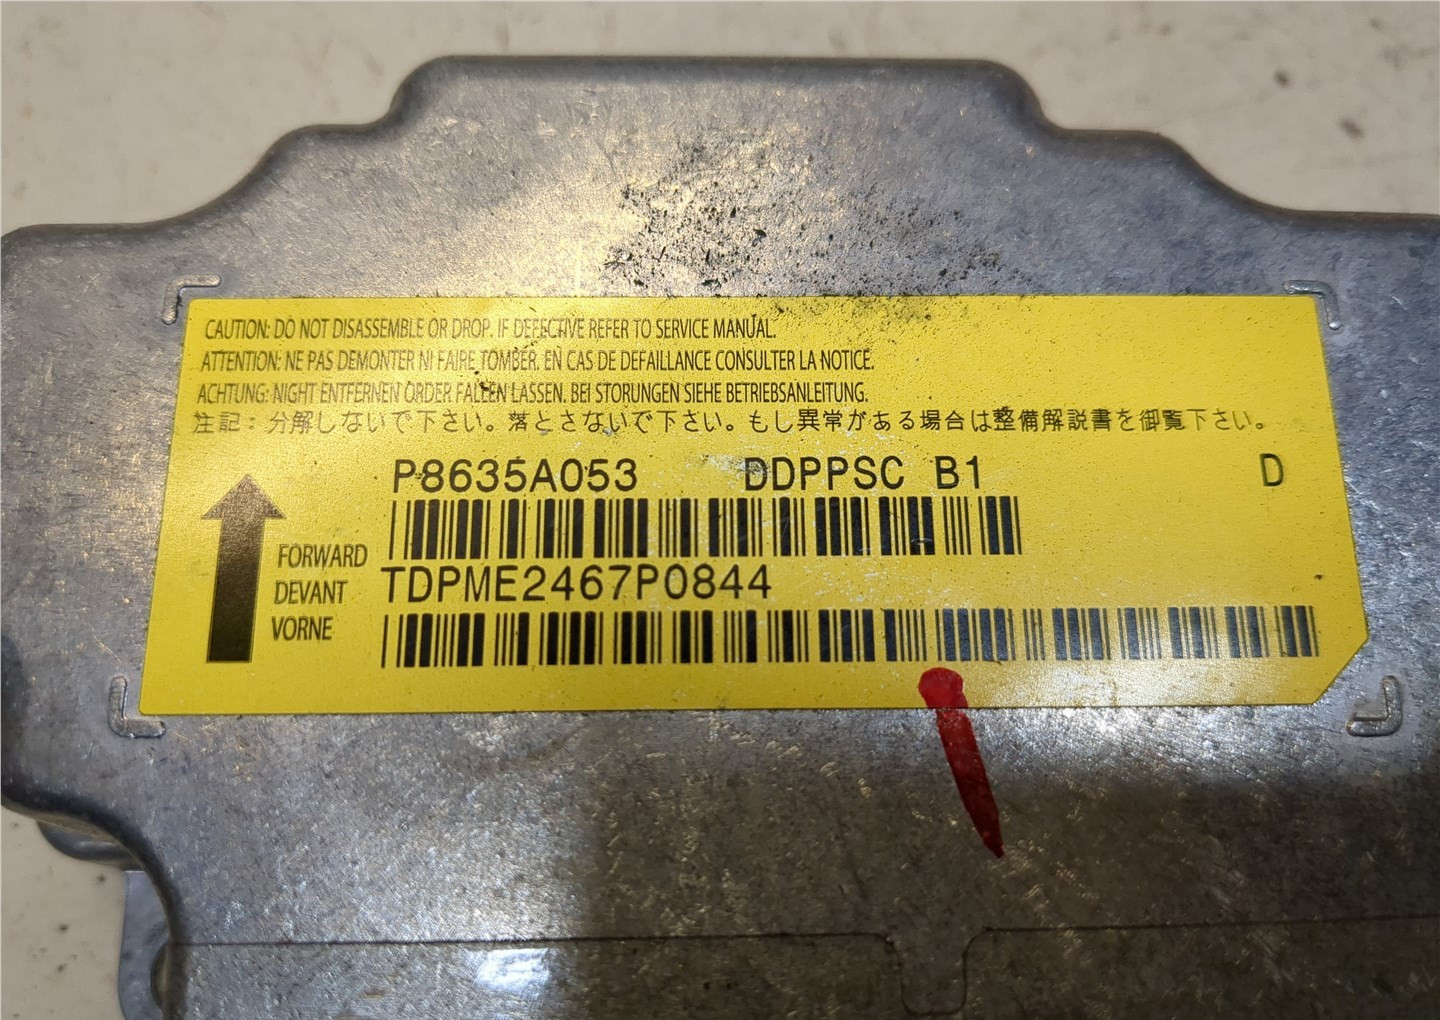 CAUTION: DO NOT DISASSEMBLE OR DROP. IF DEFECTIVE REFER TO SERVICE MANUAL.
ATTENTION: NE PAS DEMONTER NI FAIRE TOMBER. EN CAS DE DEFAILLANCE CONSULTER LA NOTICE.
ACHTUNG: NIGHT ENTFERNEN ORDER FALLEN LASSEN. BEI STORUNGEN SIEHE BETRIEBSANLEITUNG.
注記：分解しないで下さい。落とさないで下さい。もし異常がある場合は整備解説書を御覧下さい。
P8635A053 DDPPSC B1 D
FORWARD
TDPME2467P0844
DEVANT
VORNE